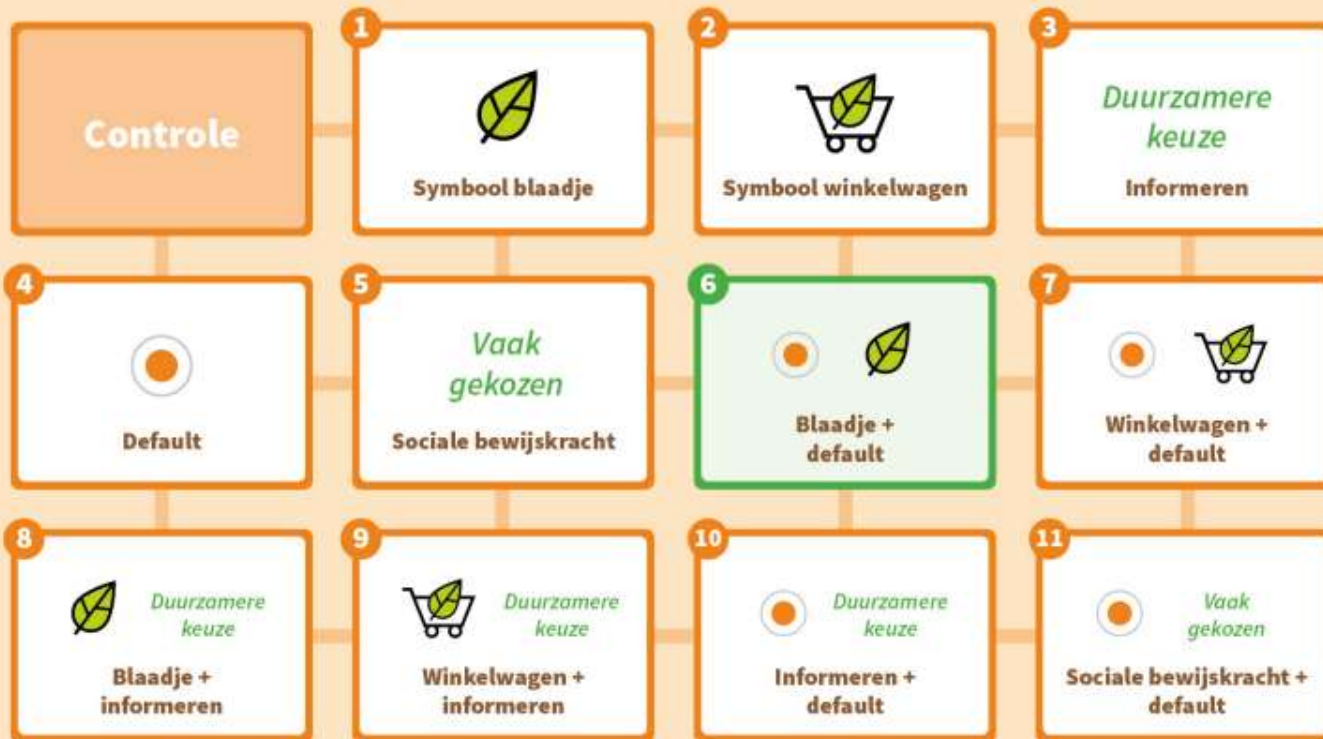 Controle
1
Symbool blaadje
2
Symbool winkelwagen
3
Duurzamere
keuze
Informeren
4
Default
5
Vaak
gekozen
Sociale bewijskracht
6
Blaadje +
default
7
Winkelwagen +
default
8
Duurzamere
keuze
Blaadje +
informeren
9
Duurzamere
keuze
Winkelwagen +
informeren
10
Duurzamere
keuze
Informeren +
default
11
Vaak
gekozen
Sociale bewijskracht +
default